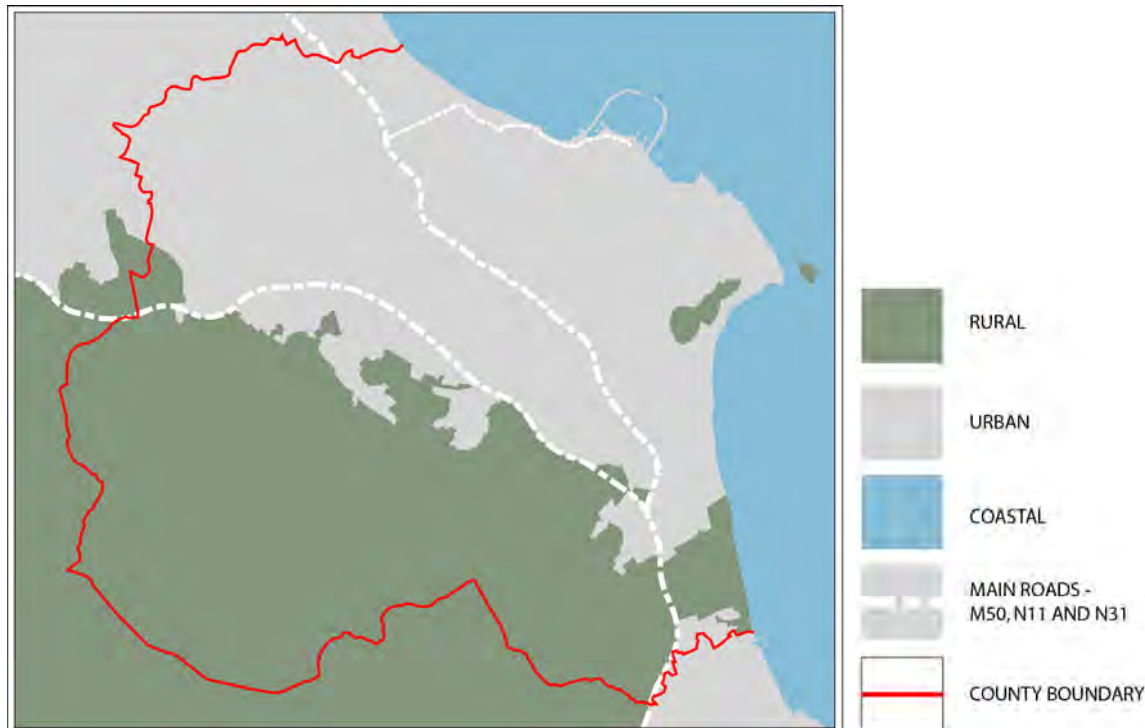 RURAL
URBAN
COASTAL
MAIN ROADS -
M50, N11 AND N31
COUNTY BOUNDARY